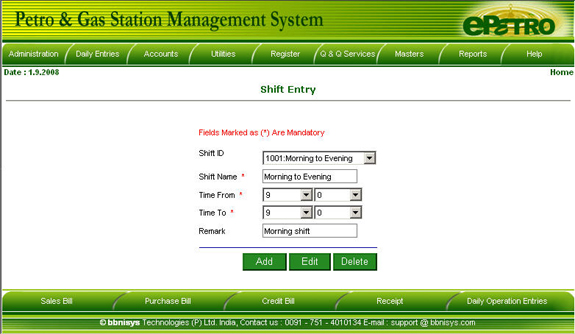 Petro & Gas Station Management System
ePetro
Administration Daily Entries Accounts Utilities Register Q & Q Services Masters Reports Help
Date : 1.9.2008 Home
Shift Entry
Fields Marked as (*) Are Mandatory
Shift ID 1001:Morning to Evening
Shift Name * Morning to Evening
Time From * 9 0
Time To * 9 0
Remark Morning shift
Add Edit Delete
Sales Bill Purchase Bill Credit Bill Receipt Daily Operation Entries
© bbnisys Technologies (P) Ltd. India, Contact us : 0091 - 751 - 4010134 E-mail : support @ bbnisys.com